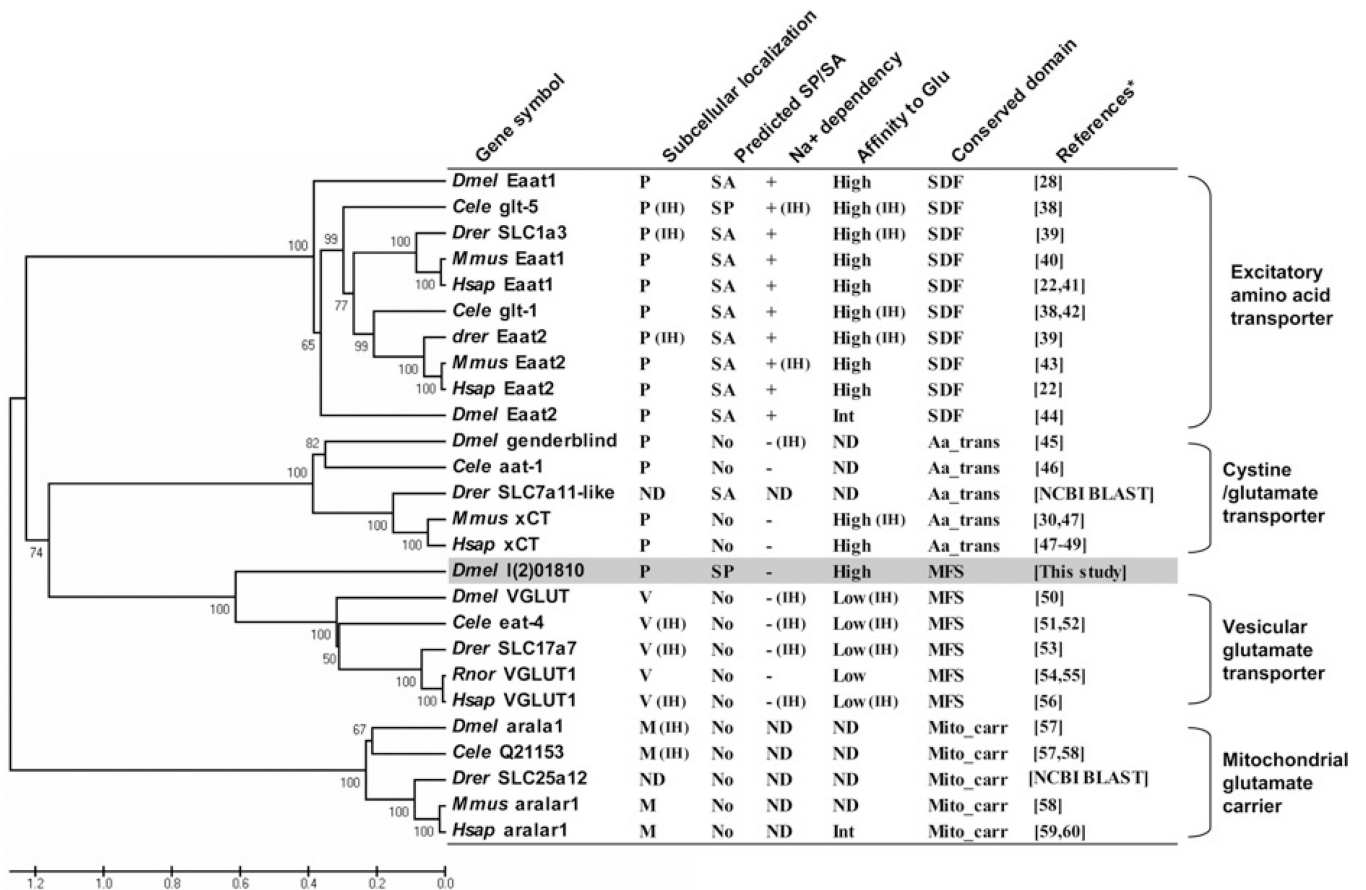 Gene symbol
Subcellular localization
Predicted SP/SA
Na+ dependency
Affinity to Glu
Conserved domain
References*
Dmel Eaat1 P SA + High SDF [28]
Cele glt-5 P (IH) SP + (IH) High (IH) SDF [38]
Drer SLC1a3 P (IH) SA + High (IH) SDF [39]
Mmus Eaat1 P SA + High SDF [40]
Hsap Eaat1 P SA + High SDF [22,41]
Cele glt-1 P SA + High (IH) SDF [38,42]
drer Eaat2 P (IH) SA + High (IH) SDF [39]
Mmus Eaat2 P SA + (IH) High SDF [43]
Hsap Eaat2 P SA + High SDF [22]
Dmel Eaat2 P SA + Int SDF [44]
Dmel genderblind P No - (IH) ND Aa_trans [45]
Cele aat-1 P No - ND Aa_trans [46]
Drer SLC7a11-like ND SA ND ND Aa_trans [NCBI BLAST]
Mmus xCT P No - High (IH) Aa_trans [30,47]
Hsap xCT P No - High Aa_trans [47-49]
Dmel l(2)01810 P SP - High MFS [This study]
Dmel VGLUT V No - (IH) Low (IH) MFS [50]
Cele eat-4 V (IH) No - (IH) Low (IH) MFS [51,52]
Drer SLC17a7 V (IH) No - (IH) Low (IH) MFS [53]
Rnor VGLUT1 V No - Low MFS [54,55]
Hsap VGLUT1 V (IH) No - (IH) Low (IH) MFS [56]
Dmel arala1 M (IH) No ND ND Mito_carr [57]
Cele Q21153 M (IH) No ND ND Mito_carr [57,58]
Drer SLC25a12 ND No ND ND Mito_carr [NCBI BLAST]
Mmus aralar1 M No ND ND Mito_carr [58]
Hsap aralar1 M No ND Int Mito_carr [59,60]
Excitatory
amino acid
transporter
Cystine
/glutamate
transporter
Vesicular
glutamate
transporter
Mitochondrial
glutamate
carrier
100
99
100
100
77
99
65
100
100
82
100
100
100
74
100
100
50
100
100
67
100
100
100
1.2 1.0 0.8 0.6 0.4 0.2 0.0